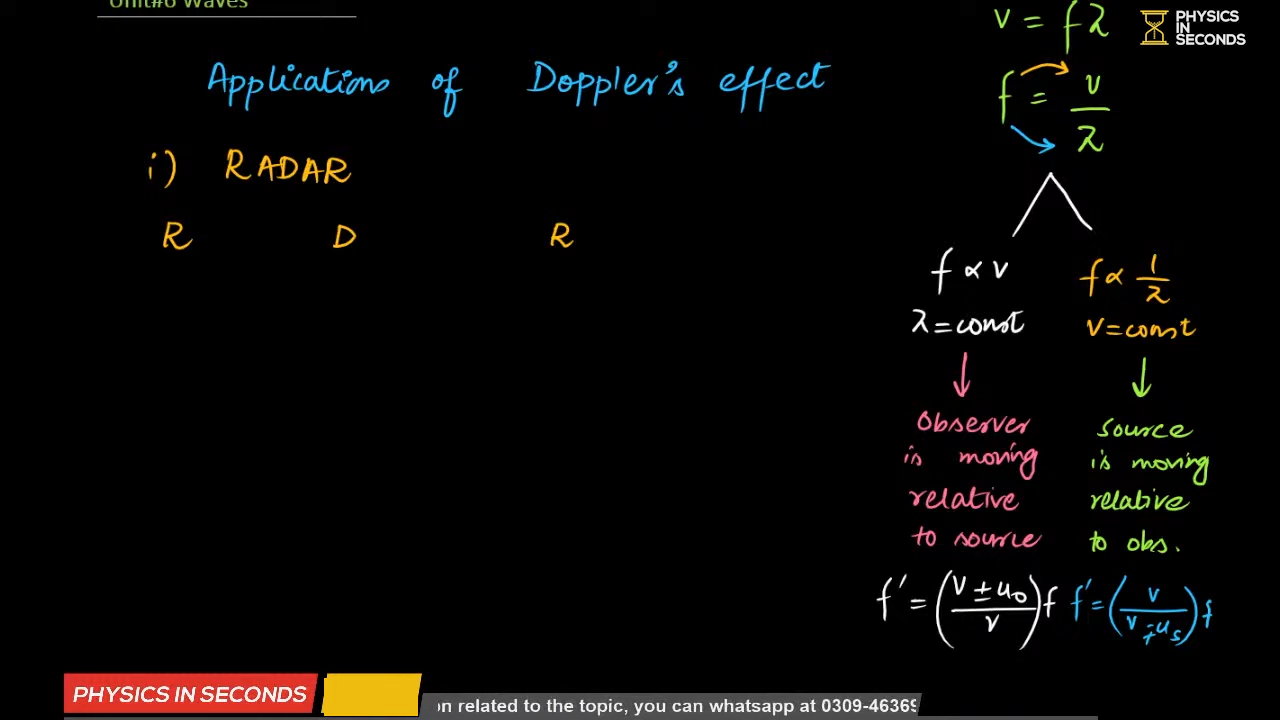 Unit#6 Waves
Applications of Doppler's effect
i) RADAR
R D R
v = fλ
f = v/λ
f ∝ v
λ = const
Observer
is moving
relative
to source
f' = (v ± u₀ / v) f
f ∝ 1/λ
v = const
source
is moving
relative
to obs.
f' = (v / v ∓ uₛ) f
PHYSICS
IN
SECONDS
PHYSICS IN SECONDS
on related to the topic, you can whatsapp at 0309-46369